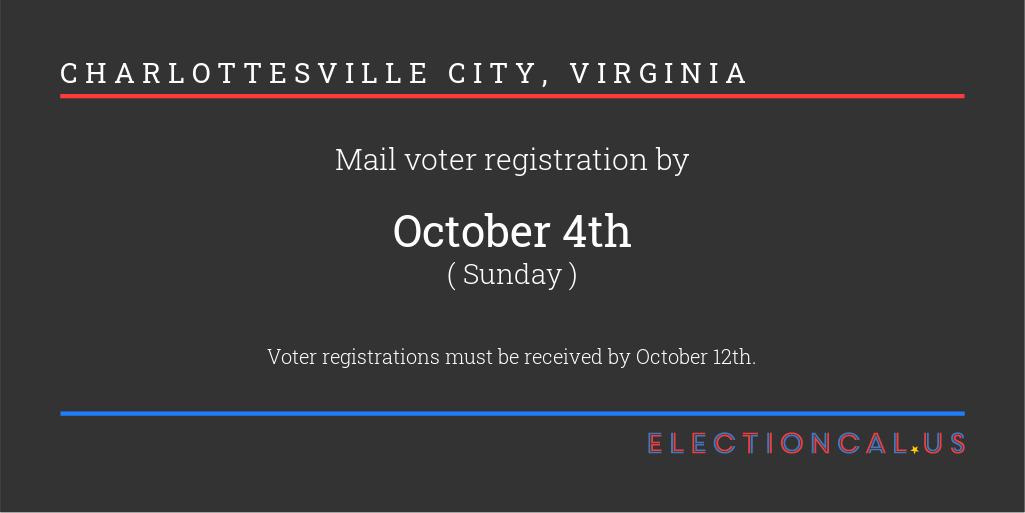 CHARLOTTESVILLE CITY, VIRGINIA
Mail voter registration by
October 4th
( Sunday )
Voter registrations must be received by October 12th.
ELECTIONCAL.US